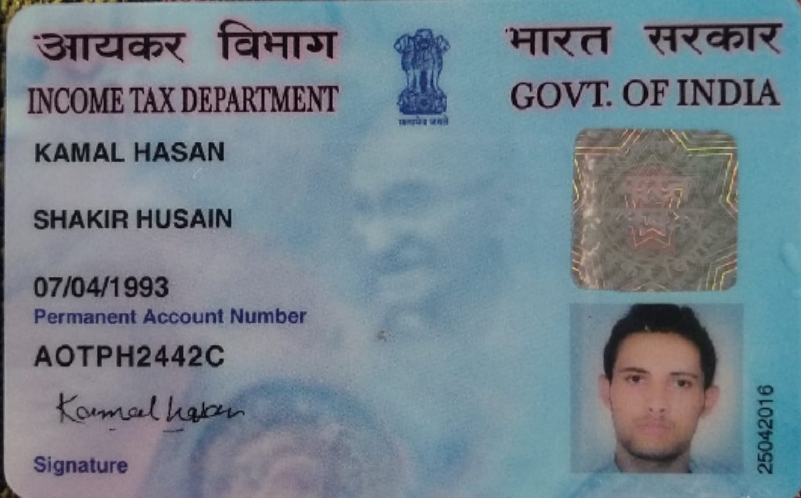 आयकर विभाग
भारत सरकार
INCOME TAX DEPARTMENT
GOVT. OF INDIA
सत्यमेव जयते
KAMAL HASAN
SHAKIR HUSAIN
07/04/1993
Permanent Account Number
AOTPH2442C
Kamal hasan
Signature
25042016